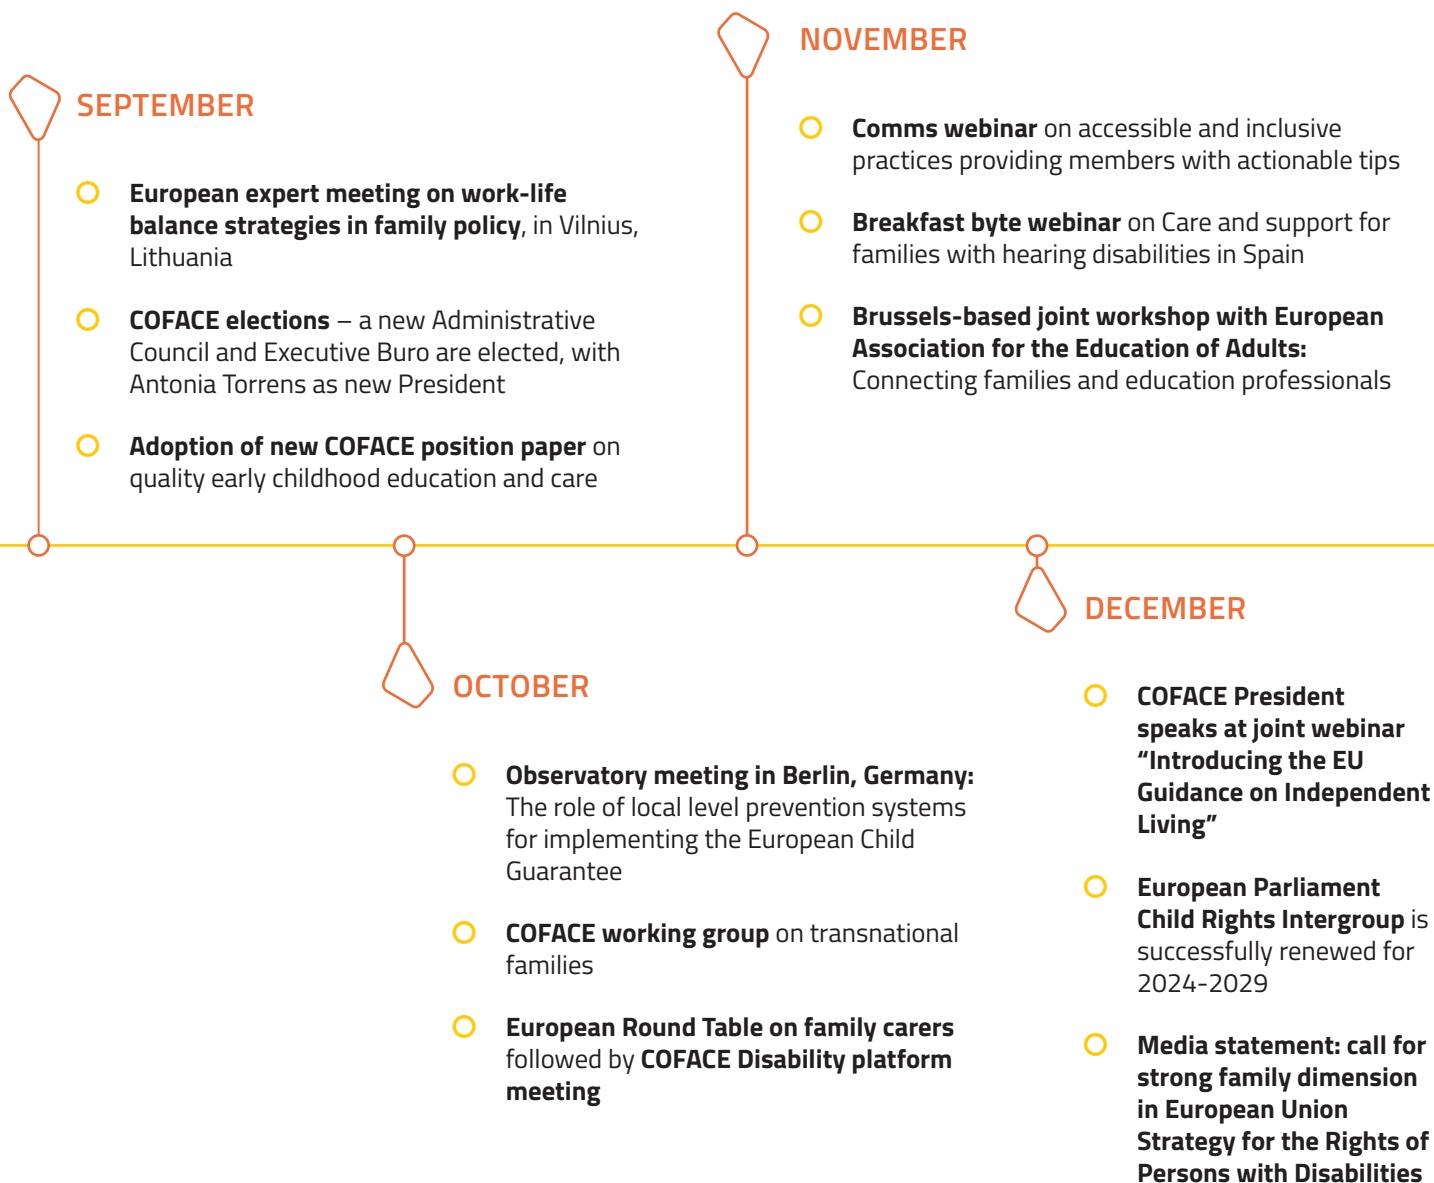 SEPTEMBER
European expert meeting on work-life
balance strategies in family policy, in Vilnius,
Lithuania
COFACE elections – a new Administrative
Council and Executive Buro are elected, with
Antonia Torrens as new President
Adoption of new COFACE position paper on
quality early childhood education and care
OCTOBER
Observatory meeting in Berlin, Germany:
The role of local level prevention systems
for implementing the European Child
Guarantee
COFACE working group on transnational
families
European Round Table on family carers
followed by COFACE Disability platform
meeting
NOVEMBER
Comms webinar on accessible and inclusive
practices providing members with actionable tips
Breakfast byte webinar on Care and support for
families with hearing disabilities in Spain
Brussels-based joint workshop with European
Association for the Education of Adults:
Connecting families and education professionals
DECEMBER
COFACE President
speaks at joint webinar
“Introducing the EU
Guidance on Independent
Living”
European Parliament
Child Rights Intergroup is
successfully renewed for
2024-2029
Media statement: call for
strong family dimension
in European Union
Strategy for the Rights of
Persons with Disabilities